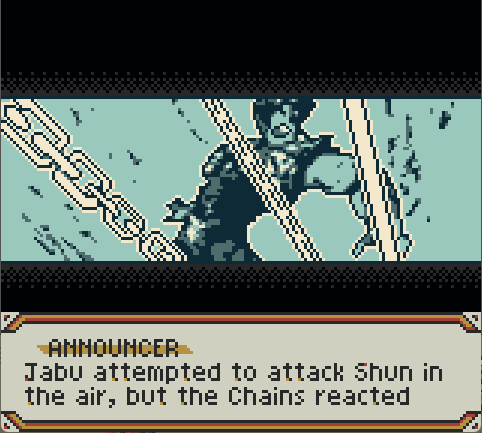 ANNOUNCER
Jabu attempted to attack Shun in
the air, but the Chains reacted